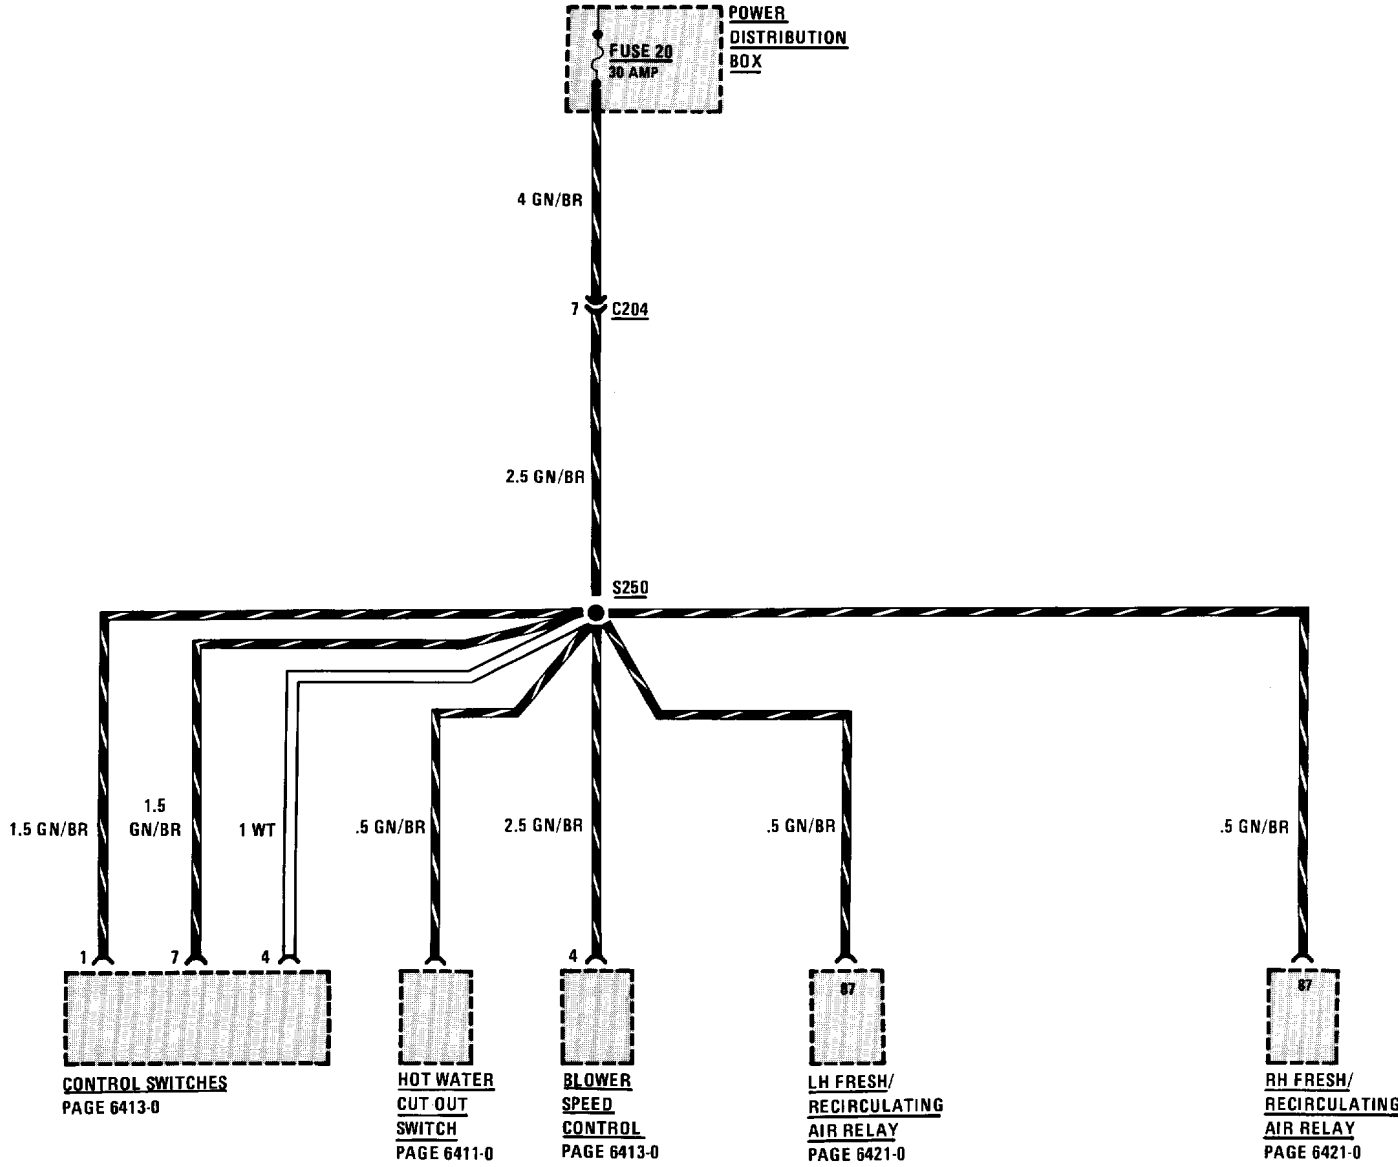 POWER
DISTRIBUTION
BOX
FUSE 20
30 AMP
4 GN/BR
7
C204
2.5 GN/BR
S250
1.5 GN/BR
1.5
GN/BR
1 WT
.5 GN/BR
2.5 GN/BR
.5 GN/BR
.5 GN/BR
1
7
4
4
87
87
CONTROL SWITCHES
PAGE 6413-0
HOT WATER
CUT OUT
SWITCH
PAGE 6411-0
BLOWER
SPEED
CONTROL
PAGE 6413-0
LH FRESH/
RECIRCULATING
AIR RELAY
PAGE 6421-0
RH FRESH/
RECIRCULATING
AIR RELAY
PAGE 6421-0